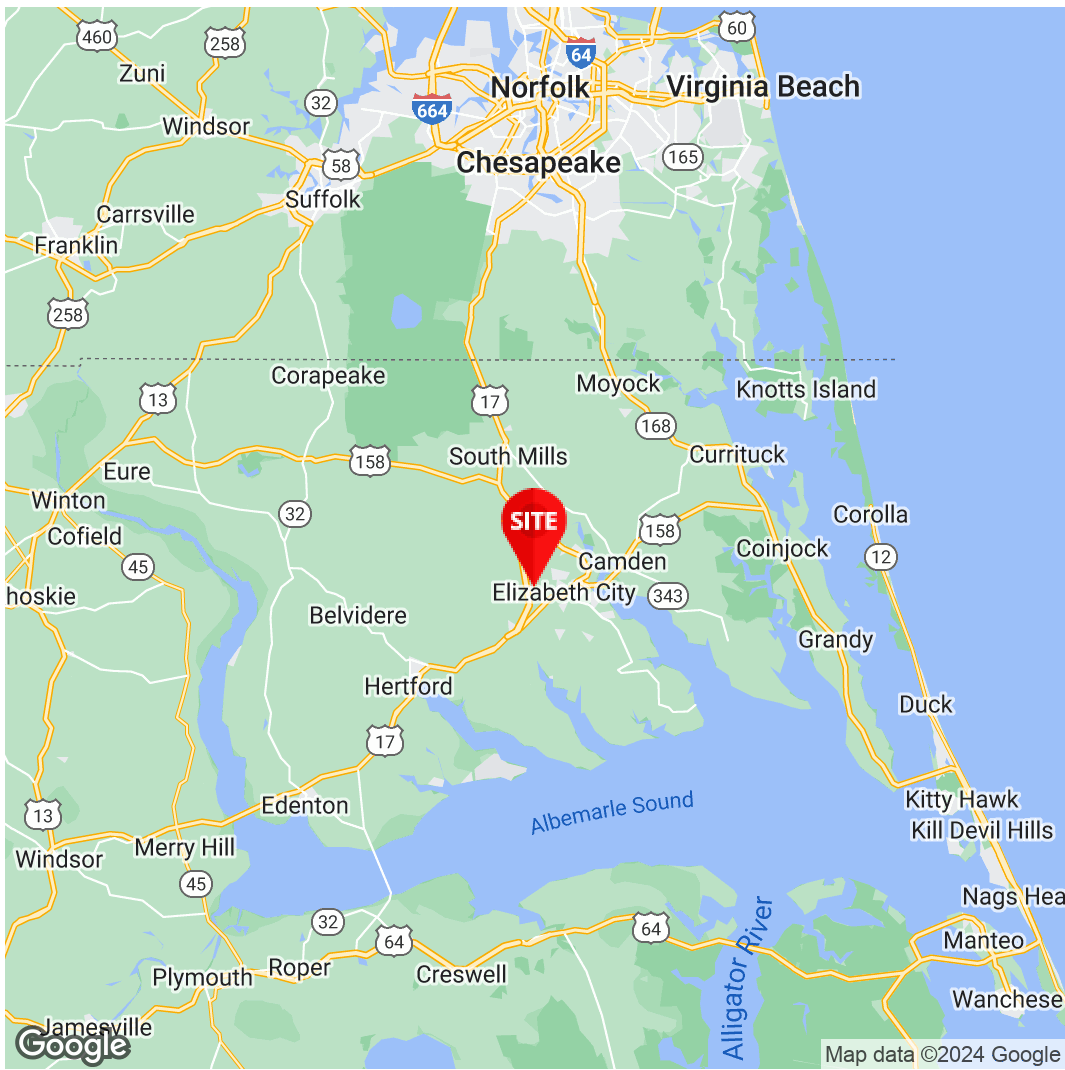 460
258
60
64
Zuni
Norfolk
Virginia Beach
32
664
Windsor
58
Chesapeake
165
Suffolk
Carrsville
Franklin
258
Corapeake
Moyock
Knotts Island
13
17
168
South Mills
Currituck
158
Eure
Winton
32
SITE
Corolla
Cofield
158
Coinjock
45
Camden
12
hoskie
Elizabeth City
343
Belvidere
Grandy
Hertford
Duck
17
Edenton
Albemarle Sound
Kitty Hawk
13
Kill Devil Hills
Merry Hill
Windsor
45
Nags Hea
32
64
64
Alligator River
Manteo
Plymouth
Roper
Creswell
Wanchese
Jamesville
Google
Map data ©2024 Google